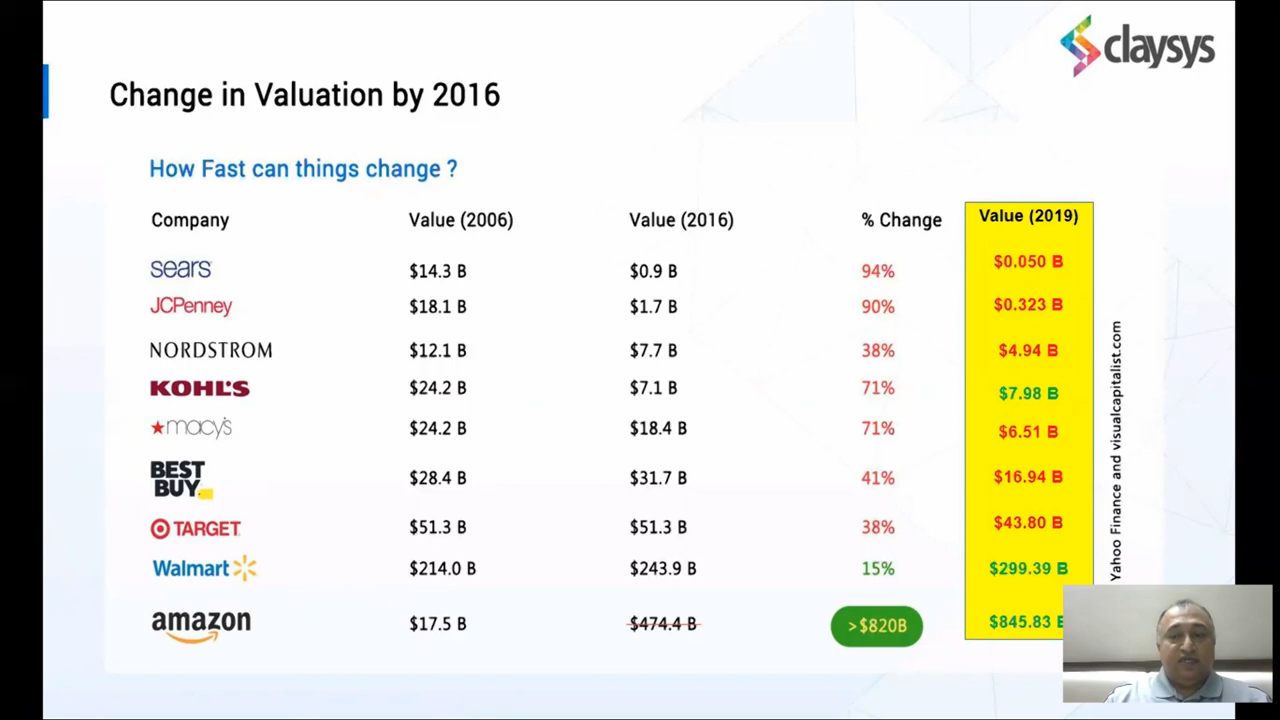 claysys
Change in Valuation by 2016
How Fast can things change ?
Company Value (2006) Value (2016) % Change Value (2019)
sears $14.3 B $0.9 B 94% $0.050 B
JCPenney $18.1 B $1.7 B 90% $0.323 B
NORDSTROM $12.1 B $7.7 B 38% $4.94 B
KOHL'S $24.2 B $7.1 B 71% $7.98 B
macy's $24.2 B $18.4 B 71% $6.51 B
BEST
BUY $28.4 B $31.7 B 41% $16.94 B
TARGET $51.3 B $51.3 B 38% $43.80 B
Walmart $214.0 B $243.9 B 15% $299.39 B
amazon $17.5 B $474.4 B >$820B $845.83 B
Yahoo Finance and visualcapitalist.com